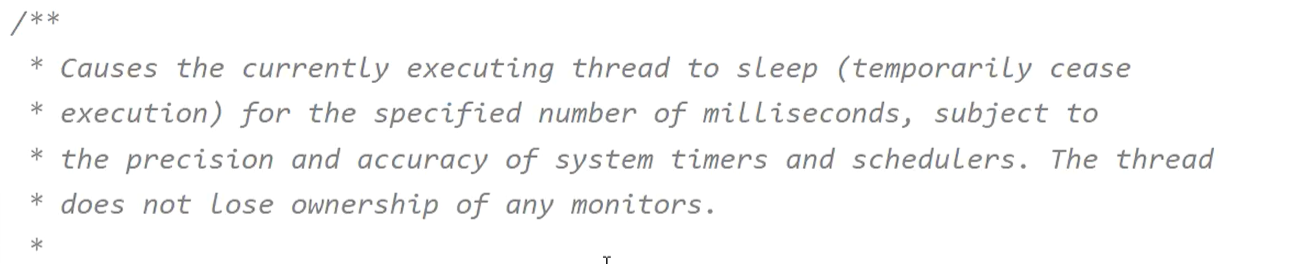 /**
* Causes the currently executing thread to sleep (temporarily cease
* execution) for the specified number of milliseconds, subject to
* the precision and accuracy of system timers and schedulers. The thread
* does not lose ownership of any monitors.
*